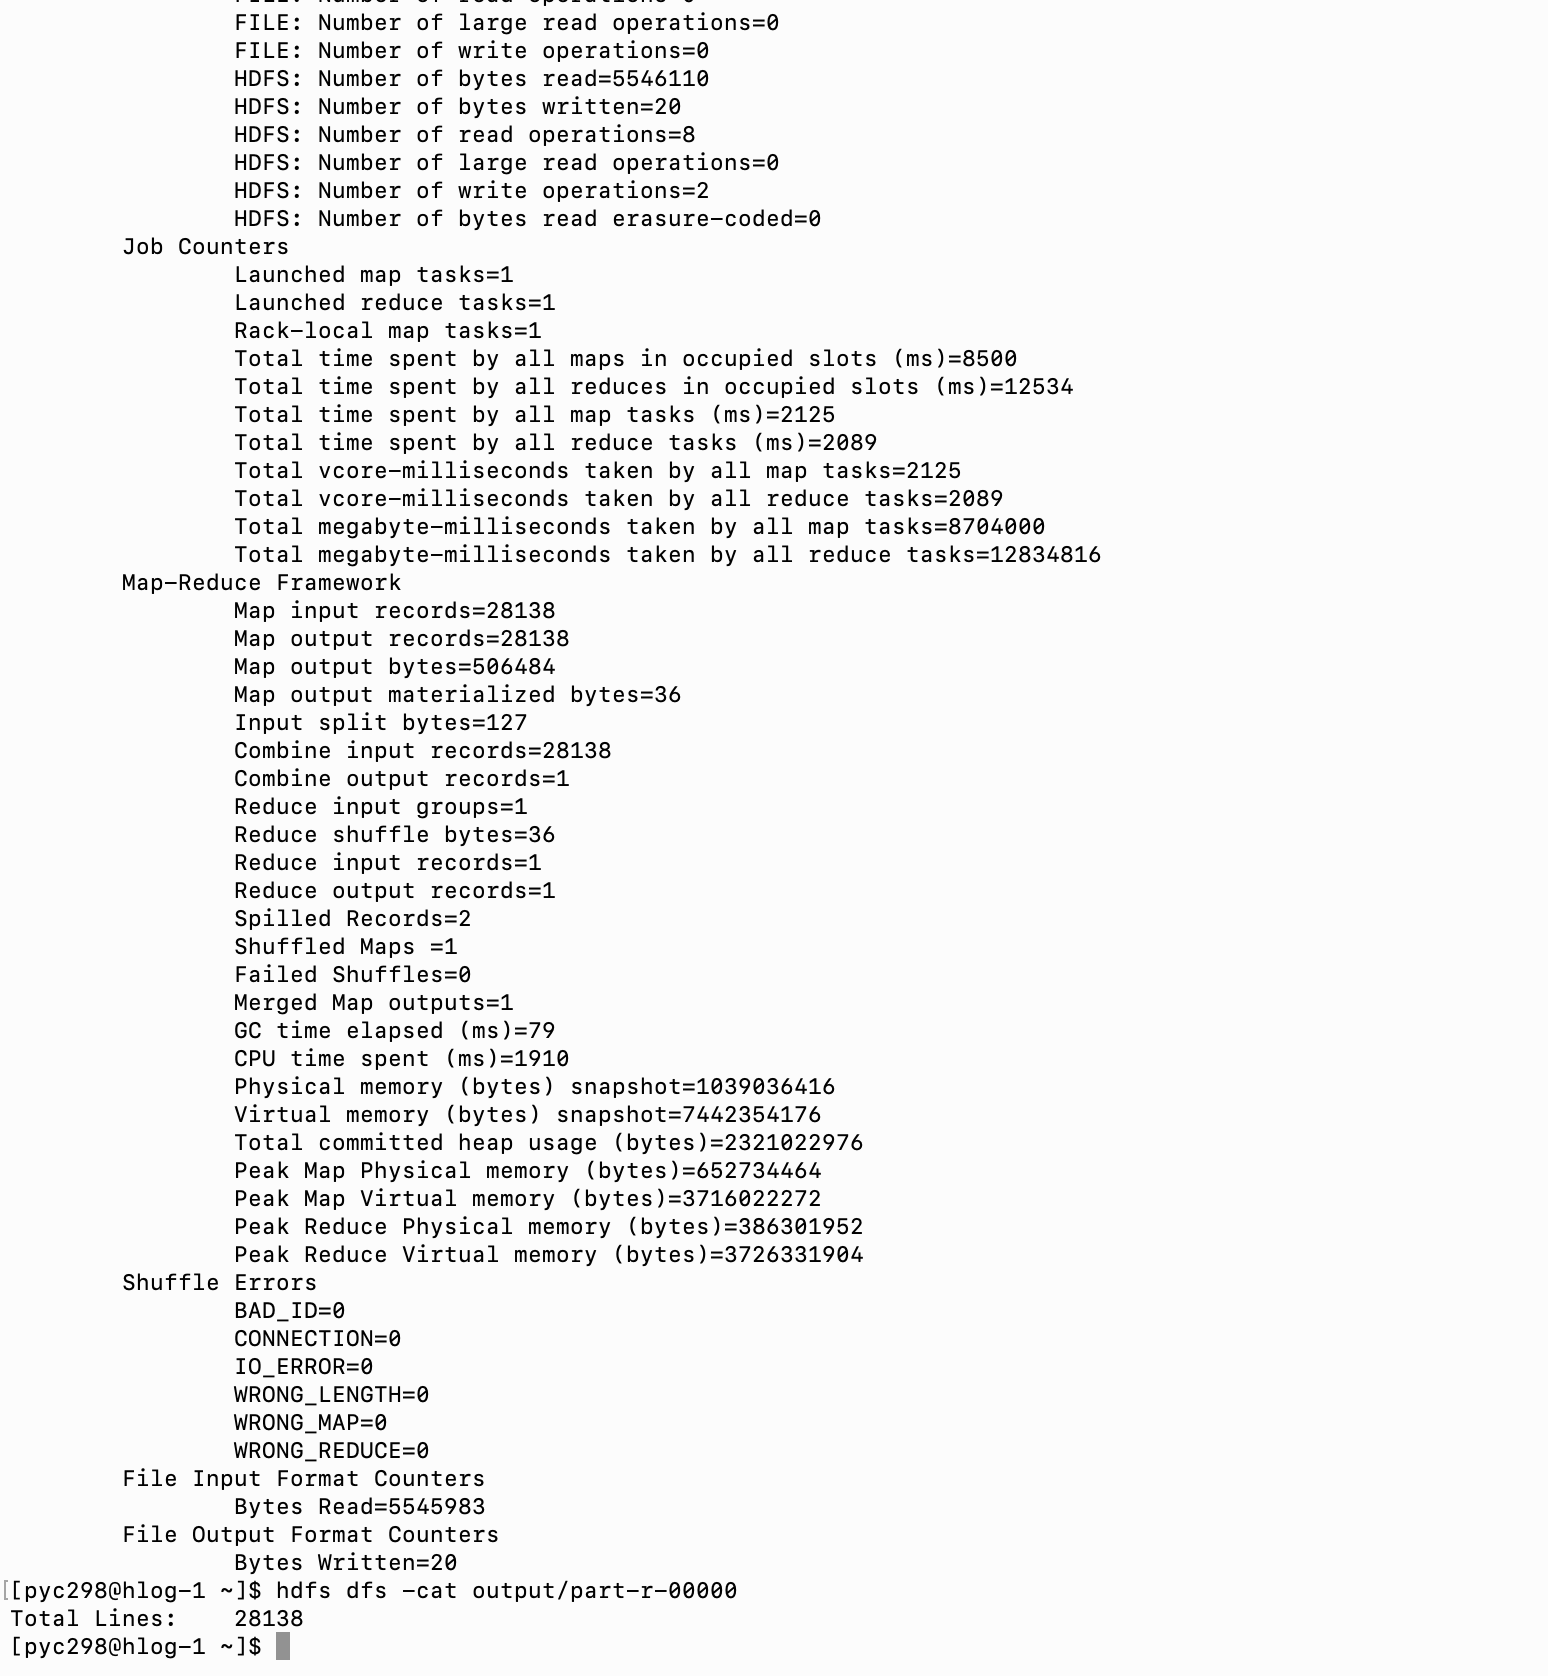 FILE: Number of read operations=0
FILE: Number of large read operations=0
FILE: Number of write operations=0
HDFS: Number of bytes read=5546110
HDFS: Number of bytes written=20
HDFS: Number of read operations=8
HDFS: Number of large read operations=0
HDFS: Number of write operations=2
HDFS: Number of bytes read erasure-coded=0
Job Counters
Launched map tasks=1
Launched reduce tasks=1
Rack-local map tasks=1
Total time spent by all maps in occupied slots (ms)=8500
Total time spent by all reduces in occupied slots (ms)=12534
Total time spent by all map tasks (ms)=2125
Total time spent by all reduce tasks (ms)=2089
Total vcore-milliseconds taken by all map tasks=2125
Total vcore-milliseconds taken by all reduce tasks=2089
Total megabyte-milliseconds taken by all map tasks=8704000
Total megabyte-milliseconds taken by all reduce tasks=12834816
Map-Reduce Framework
Map input records=28138
Map output records=28138
Map output bytes=506484
Map output materialized bytes=36
Input split bytes=127
Combine input records=28138
Combine output records=1
Reduce input groups=1
Reduce shuffle bytes=36
Reduce input records=1
Reduce output records=1
Spilled Records=2
Shuffled Maps =1
Failed Shuffles=0
Merged Map outputs=1
GC time elapsed (ms)=79
CPU time spent (ms)=1910
Physical memory (bytes) snapshot=1039036416
Virtual memory (bytes) snapshot=7442354176
Total committed heap usage (bytes)=2321022976
Peak Map Physical memory (bytes)=652734464
Peak Map Virtual memory (bytes)=3716022272
Peak Reduce Physical memory (bytes)=386301952
Peak Reduce Virtual memory (bytes)=3726331904
Shuffle Errors
BAD_ID=0
CONNECTION=0
IO_ERROR=0
WRONG_LENGTH=0
WRONG_MAP=0
WRONG_REDUCE=0
File Input Format Counters
Bytes Read=5545983
File Output Format Counters
Bytes Written=20
[[pyc298@hlog-1 ~]$ hdfs dfs -cat output/part-r-00000
Total Lines:    28138
[pyc298@hlog-1 ~]$